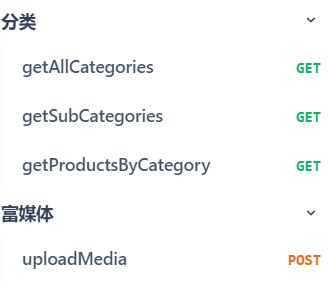 分类
getAllCategories GET
getSubCategories GET
getProductsByCategory GET
富媒体
uploadMedia POST